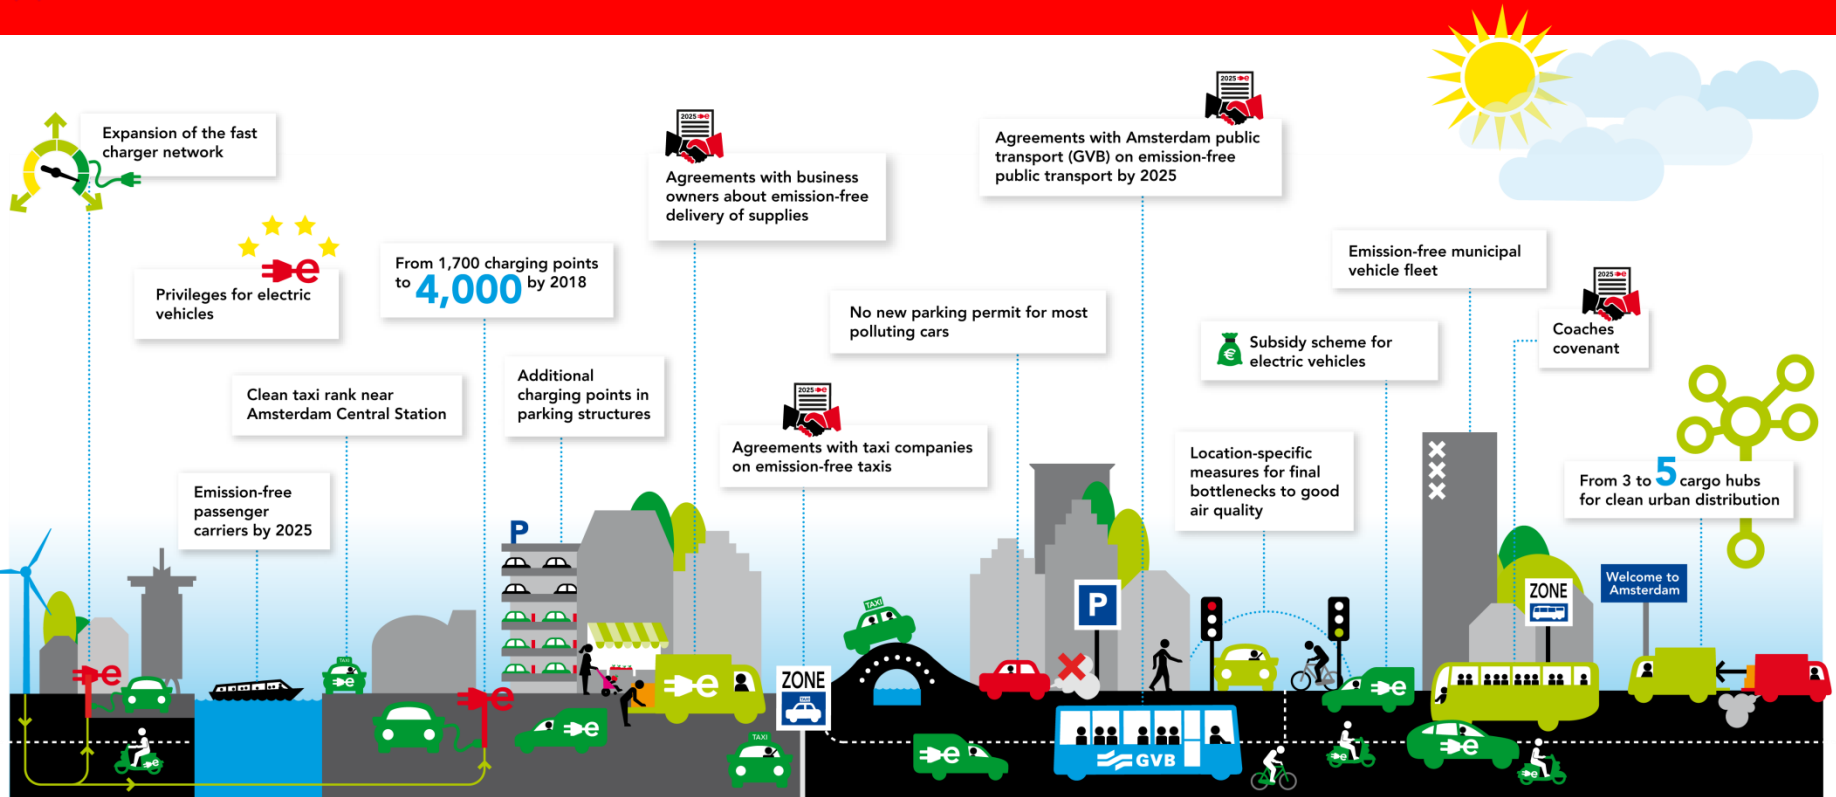 Expansion of the fast
charger network
e
Privileges for electric
vehicles
From 1,700 charging points
to 4,000 by 2018
2025 e
Agreements with business
owners about emission-free
delivery of supplies
2025 e
Agreements with Amsterdam public
transport (GVB) on emission-free
public transport by 2025
Emission-free municipal
vehicle fleet
2025 e
Coaches
covenant
No new parking permit for most
polluting cars
Subsidy scheme for
electric vehicles
€
Clean taxi rank near
Amsterdam Central Station
Additional
charging points in
parking structures
2025 e
Agreements with taxi companies
on emission-free taxis
Location-specific
measures for final
bottlenecks to good
air quality
From 3 to 5 cargo hubs
for clean urban distribution
Emission-free
passenger
carriers by 2025
P
Welcome to
Amsterdam
ZONE
P
TAXI
TAXI
e
e
e
e
ZONE
TAXI
e
e
e
TAXI
e
e
GVB
e
e
e
e